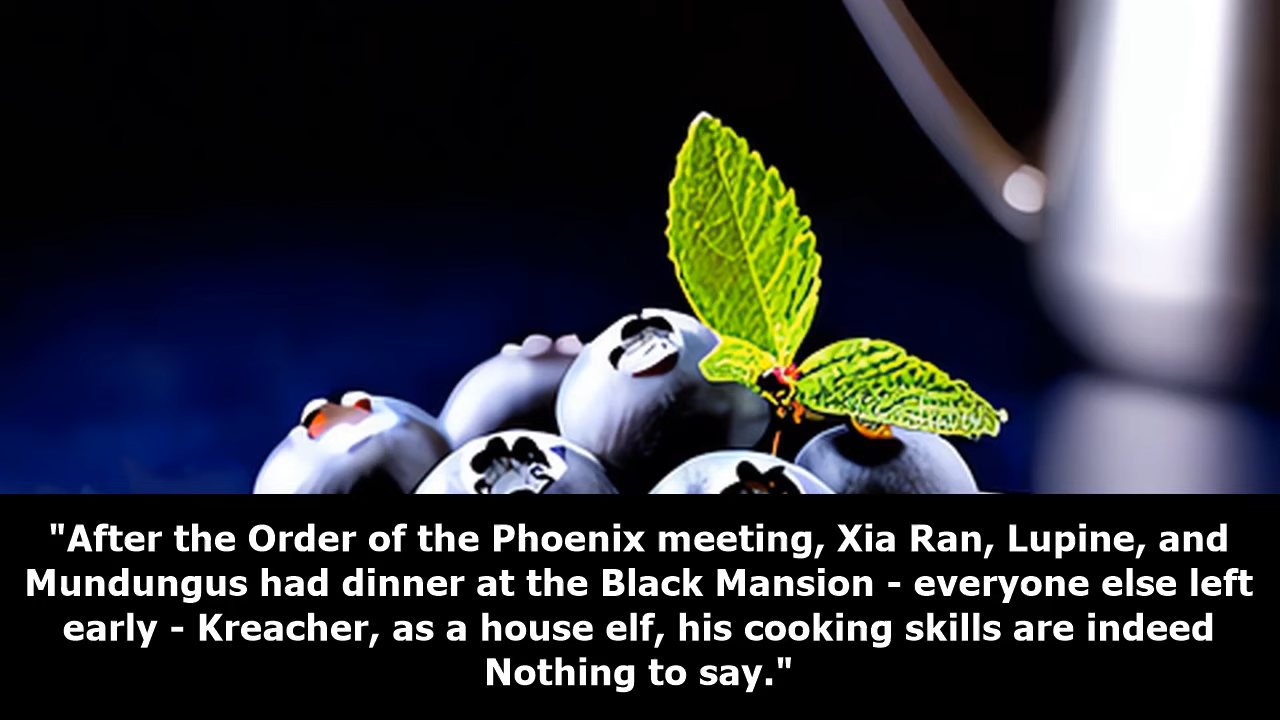 "After the Order of the Phoenix meeting, Xia Ran, Lupine, and
Mundungus had dinner at the Black Mansion - everyone else left
early - Kreacher, as a house elf, his cooking skills are indeed
Nothing to say."